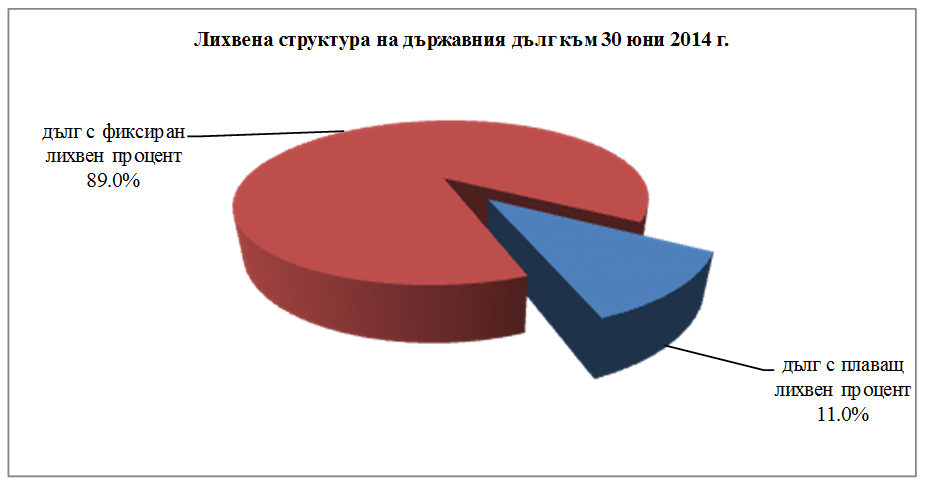 Лихвена структура на държавния дълг към 30 юни 2014 г.
дълг с фиксиран
лихвен процент
89.0%
дълг с плаващ
лихвен процент
11.0%